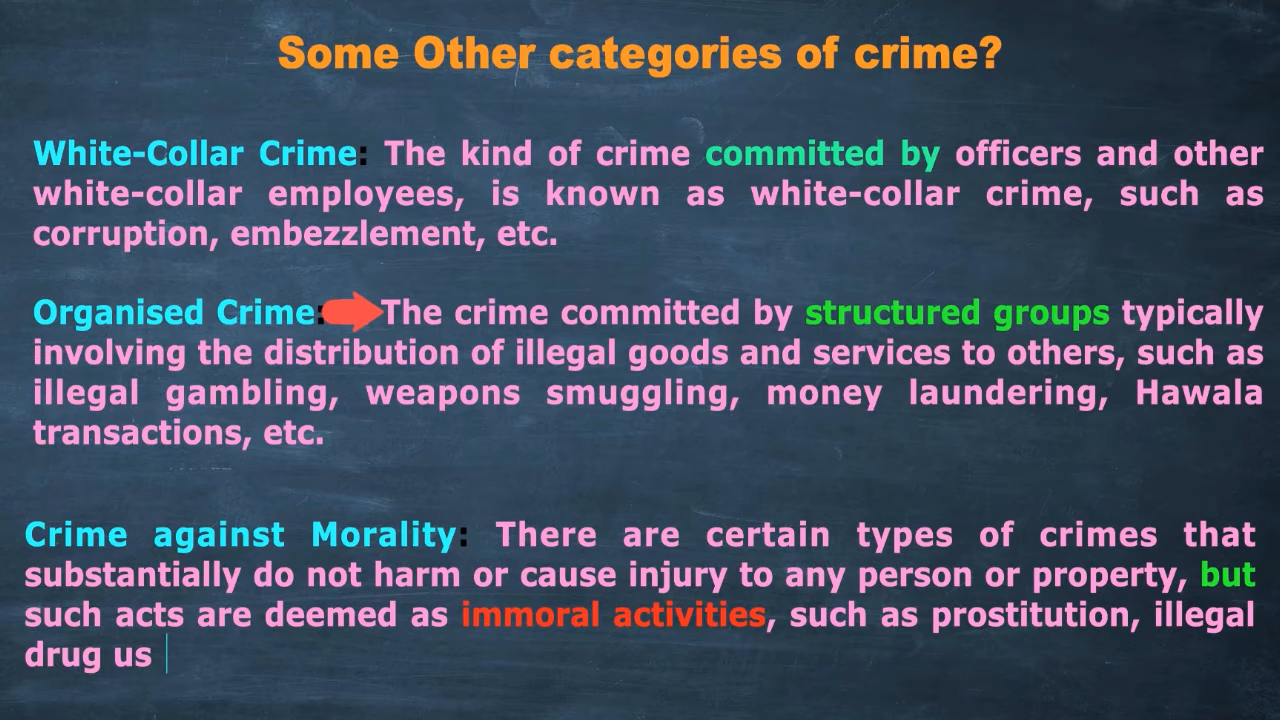 Some Other categories of crime?
White-Collar Crime: The kind of crime committed by officers and other
white-collar employees, is known as white-collar crime, such as
corruption, embezzlement, etc.
Organised Crime: The crime committed by structured groups typically
involving the distribution of illegal goods and services to others, such as
illegal gambling, weapons smuggling, money laundering, Hawala
transactions, etc.
Crime against Morality: There are certain types of crimes that
substantially do not harm or cause injury to any person or property, but
such acts are deemed as immoral activities, such as prostitution, illegal
drug us